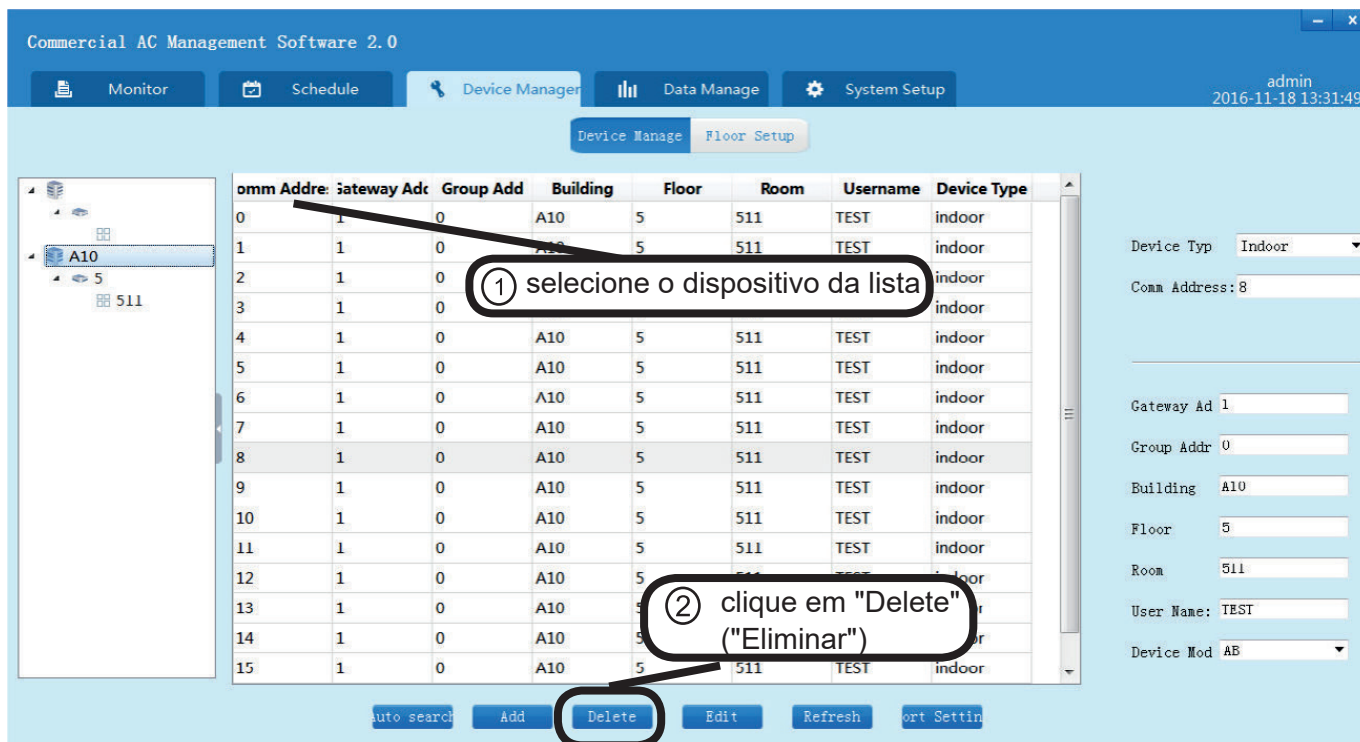 Commercial AC Management Software 2.0
Monitor Schedule Device Manager Data Manage System Setup admin
2016-11-18 13:31:49
Device Manage Floor Setup
omm Addre Gateway Add Group Add Building Floor Room Username Device Type
0 1 0 A10 5 511 TEST indoor
1 1 0 A10 5 511 TEST indoor
2 1 0
3 1 0 indoor
4 1 0 A10 5 511 TEST indoor
5 1 0 A10 5 511 TEST indoor
6 1 0 A10 5 511 TEST indoor
7 1 0 A10 5 511 TEST indoor
8 1 0 A10 5 511 TEST indoor
9 1 0 A10 5 511 TEST indoor
10 1 0 A10 5 511 TEST indoor
11 1 0 A10 5 511 TEST indoor
12 1 0 A10 5
13 1 0 A10
14 1 0 A10 5
15 1 0 A10 5 511 TEST indoor
A10
5
511
① selecione o dispositivo da lista
② clique em "Delete"
("Eliminar")
Device Typ Indoor
Comm Address: 8
Gateway Ad 1
Group Addr 0
Building A10
Floor 5
Room 511
User Name: TEST
Device Mod AB
Auto search Add Delete Edit Refresh ort Settin